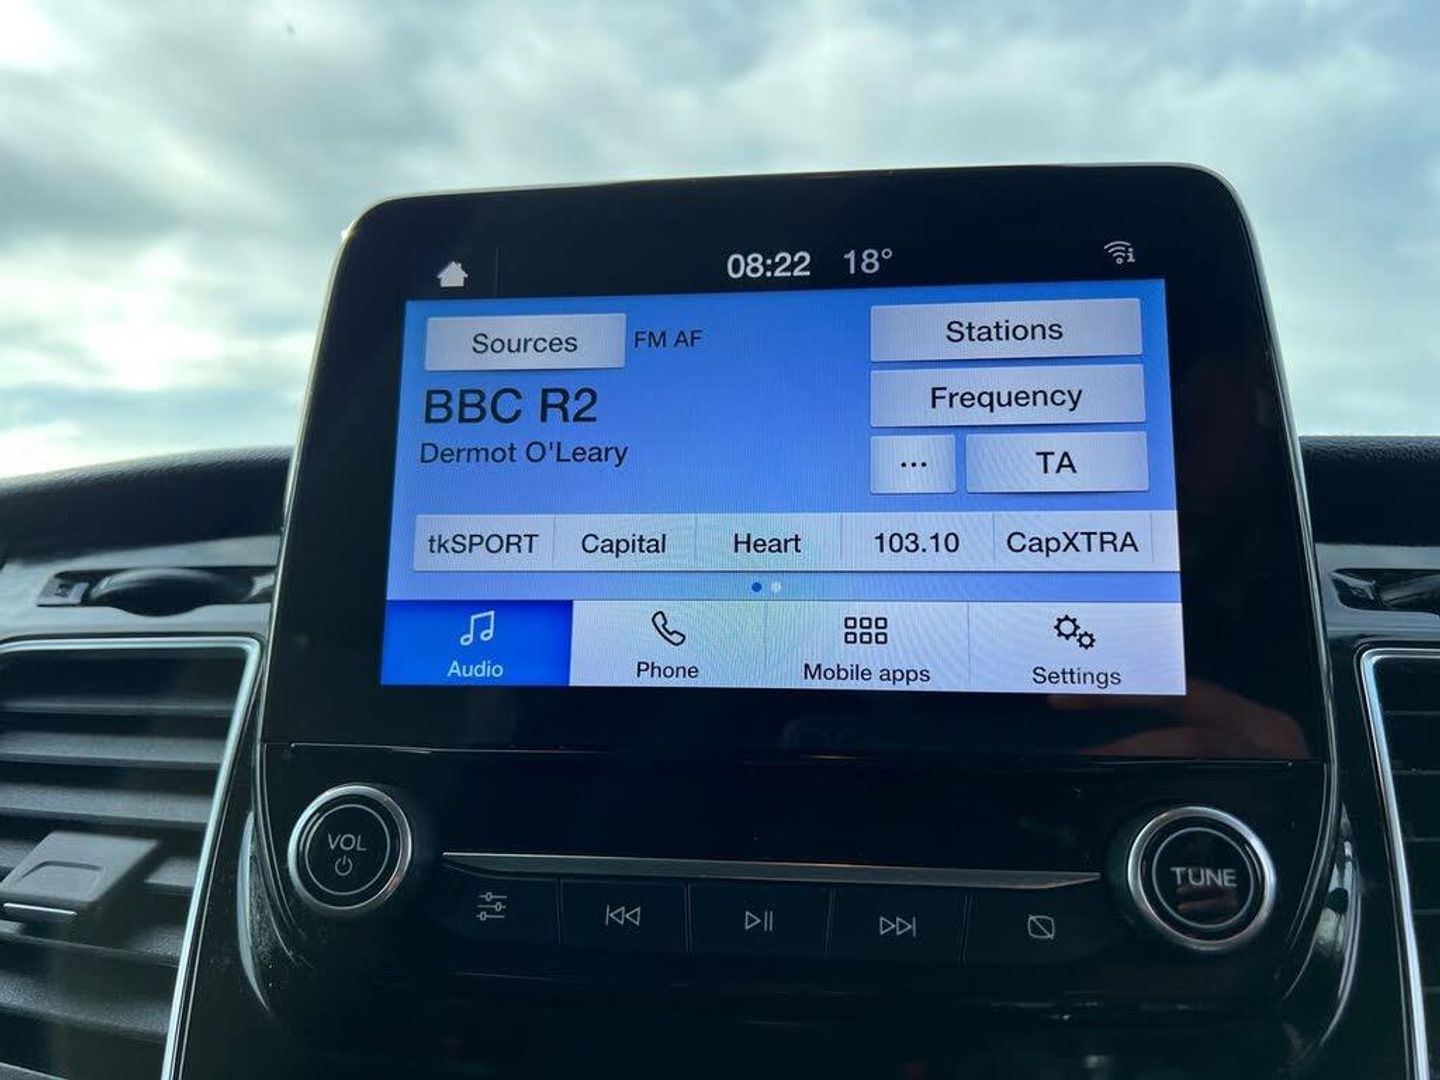 08:22 18°
Sources FM AF Stations
BBC R2 Frequency
Dermot O'Leary ... TA
tkSPORT Capital Heart 103.10 CapXTRA
Audio Phone Mobile apps Settings
VOL TUNE